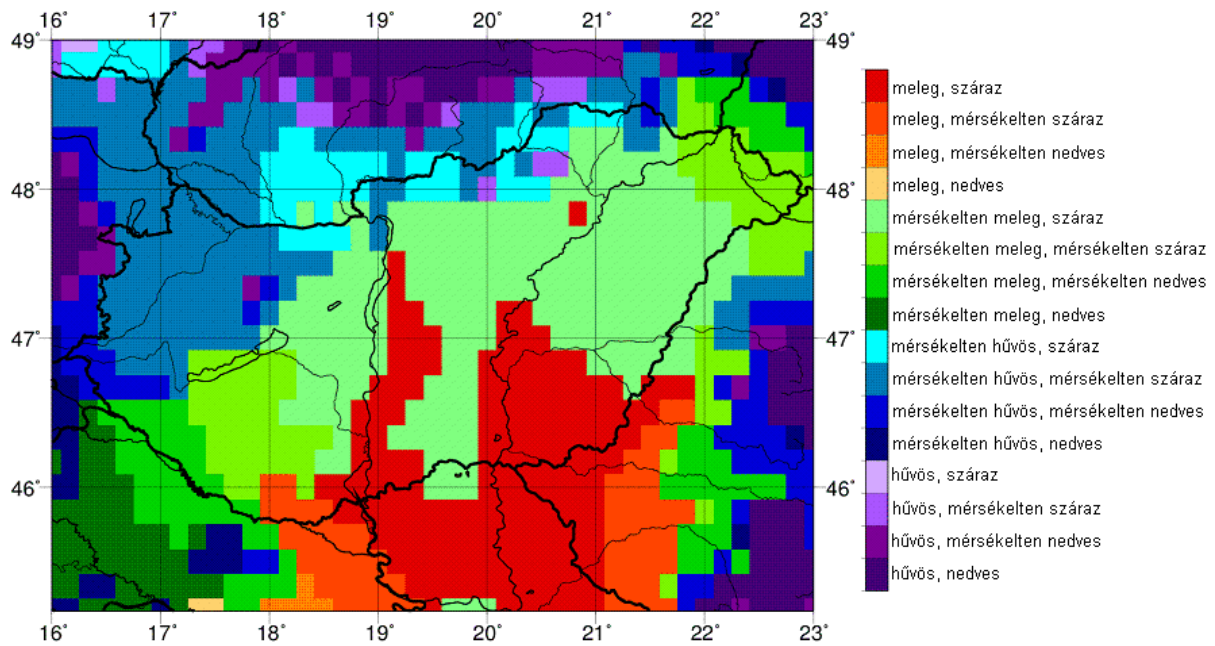 16° 17° 18° 19° 20° 21° 22° 23°
49° 49°
48° 48°
47° 47°
46° 46°
16° 17° 18° 19° 20° 21° 22° 23°
meleg, száraz
meleg, mérsékelten száraz
meleg, mérsékelten nedves
meleg, nedves
mérsékelten meleg, száraz
mérsékelten meleg, mérsékelten száraz
mérsékelten meleg, mérsékelten nedves
mérsékelten meleg, nedves
mérsékelten hűvös, száraz
mérsékelten hűvös, mérsékelten száraz
mérsékelten hűvös, mérsékelten nedves
mérsékelten hűvös, nedves
hűvös, száraz
hűvös, mérsékelten száraz
hűvös, mérsékelten nedves
hűvös, nedves